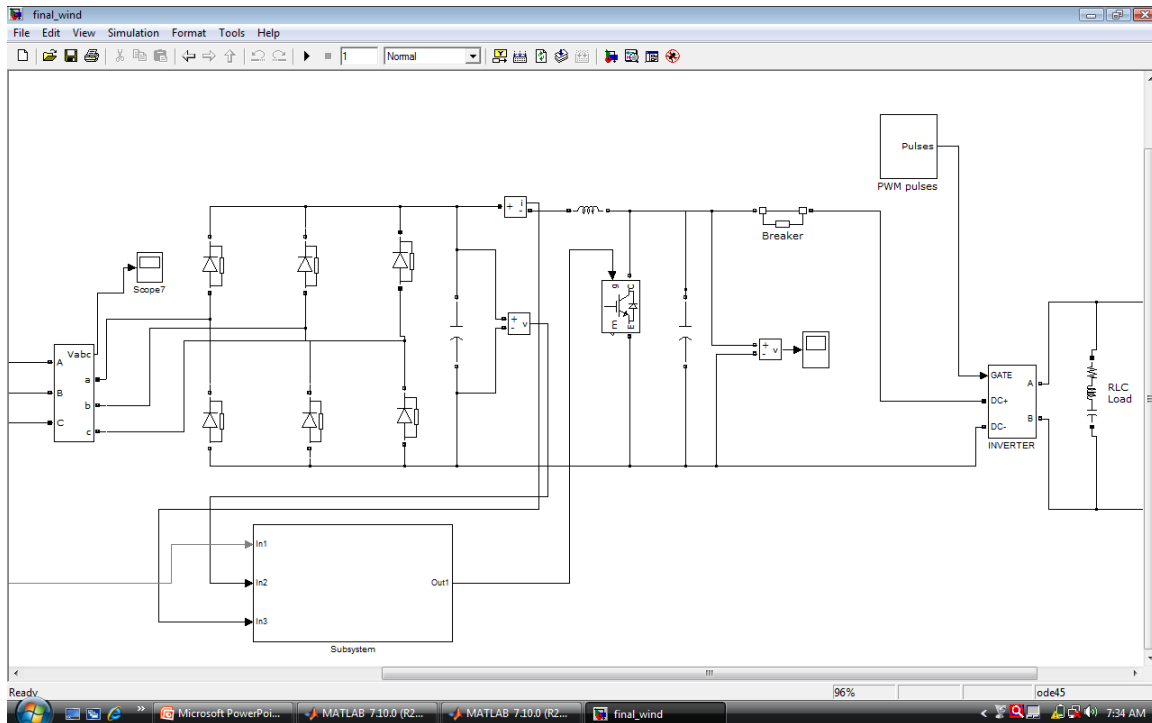 final_wind
File Edit View Simulation Format Tools Help
1 Normal
Pulses
PWM pulses
+ i -
Breaker
Scope7
g C
m E
+ - v
+ - v
Vabc
A a
B b
C c
GATE A
DC+
DC- B
INVERTER
RLC
Load
In1
In2 Out1
In3
Subsystem
Ready 96% ode45
Microsoft PowerPoi... MATLAB 7.10.0 (R2... MATLAB 7.10.0 (R2... final_wind 7:34 AM